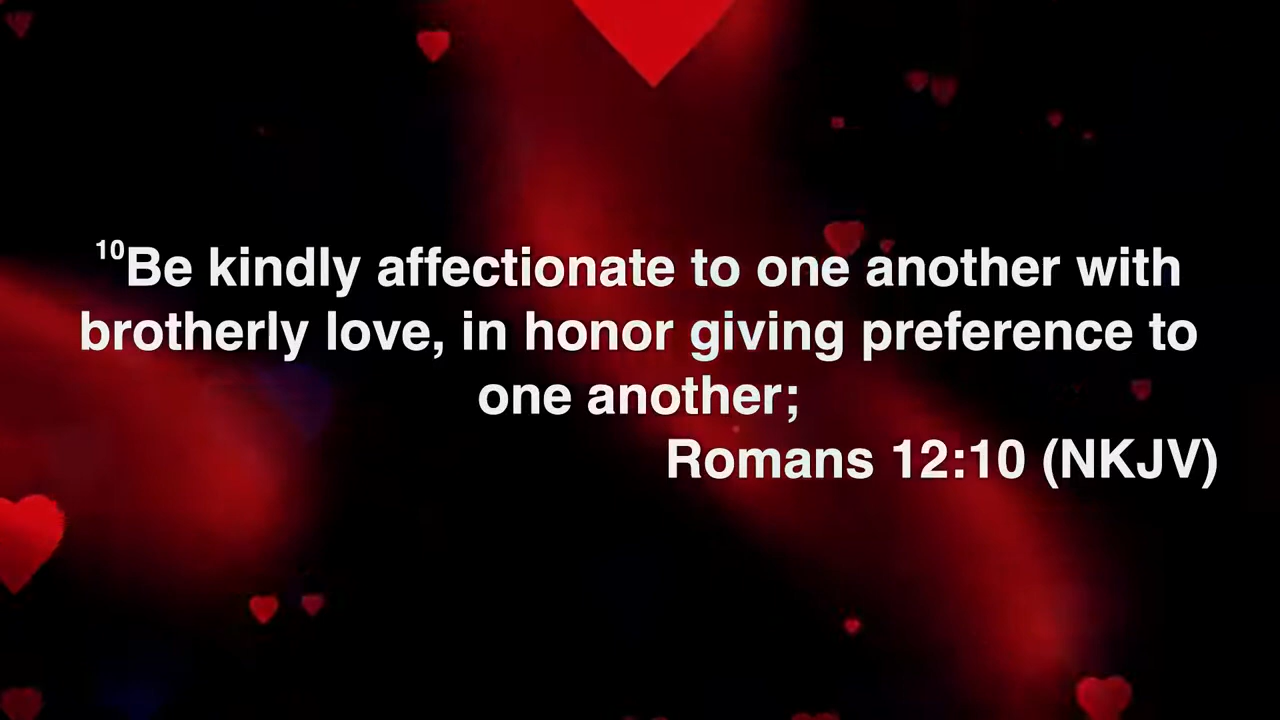 ¹⁰Be kindly affectionate to one another with
brotherly love, in honor giving preference to
one another;
Romans 12:10 (NKJV)